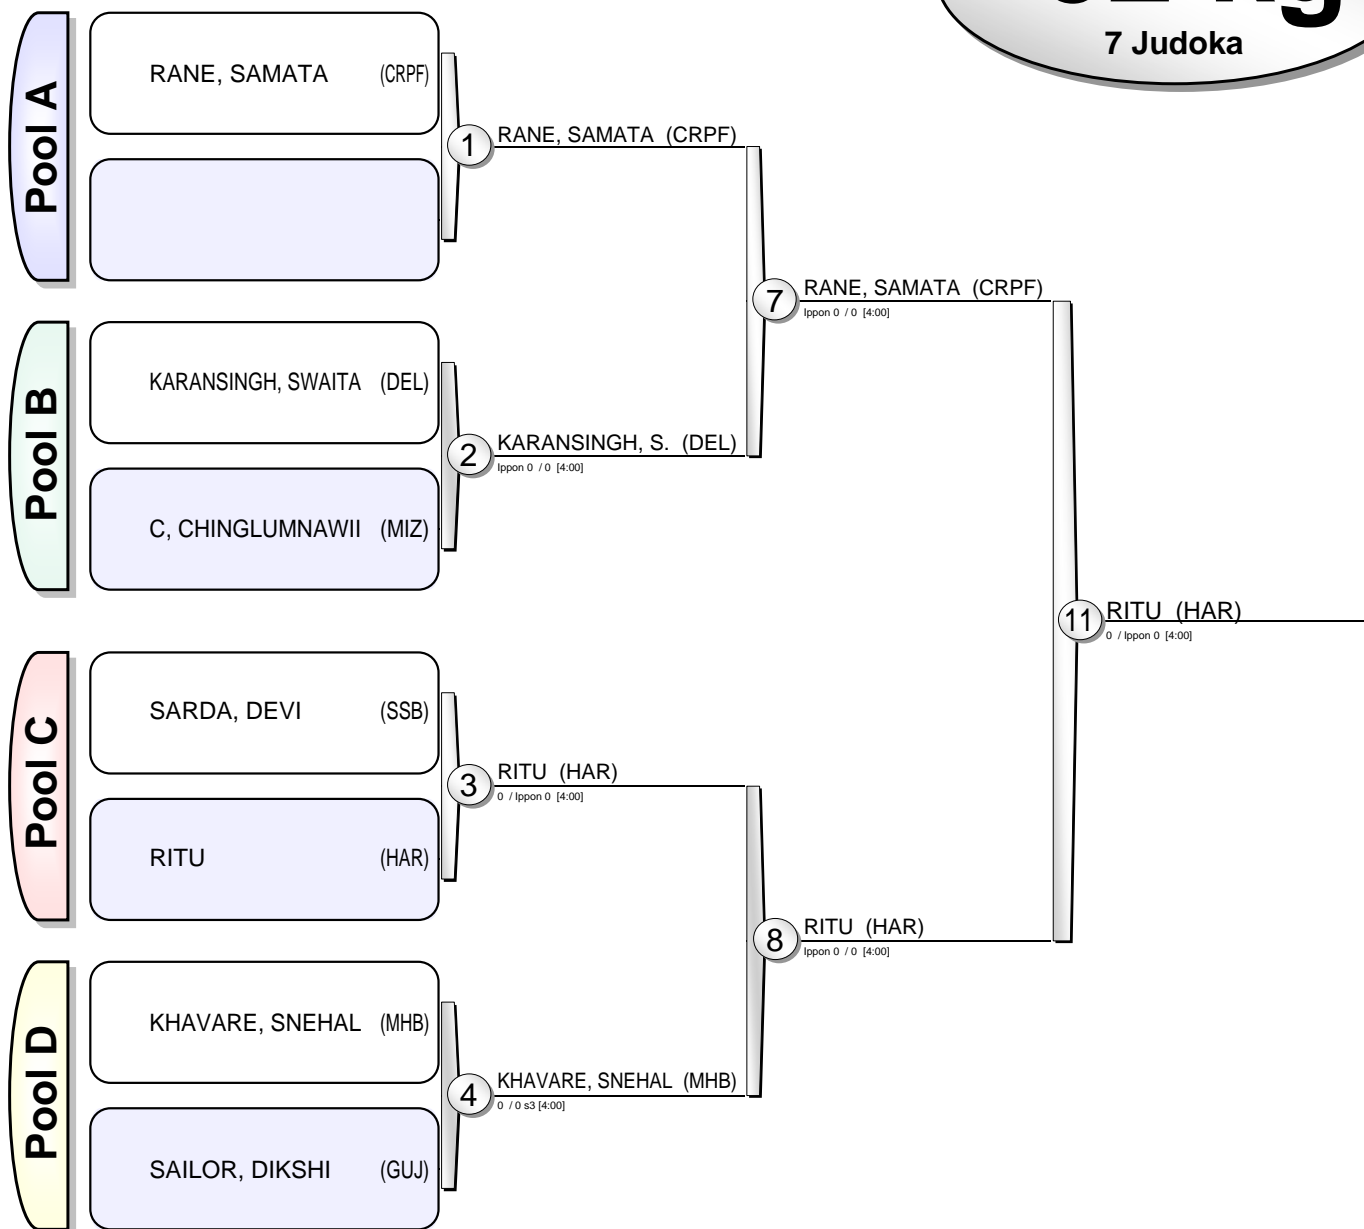 7 Judoka
Pool A
RANE, SAMATA (CRPF)
1
RANE, SAMATA (CRPF)
7
RANE, SAMATA (CRPF)
Ippon 0 / 0 [4:00]
Pool B
KARANSINGH, SWAITA (DEL)
2
KARANSINGH, S. (DEL)
Ippon 0 / 0 [4:00]
C, CHINGLUMNAWII (MIZ)
11
RITU (HAR)
0 / Ippon 0 [4:00]
Pool C
SARDA, DEVI (SSB)
3
RITU (HAR)
0 / Ippon 0 [4:00]
RITU (HAR)
8
RITU (HAR)
Ippon 0 / 0 [4:00]
Pool D
KHAVARE, SNEHAL (MHB)
4
KHAVARE, SNEHAL (MHB)
0 / 0 s3 [4:00]
SAILOR, DIKSHI (GUJ)